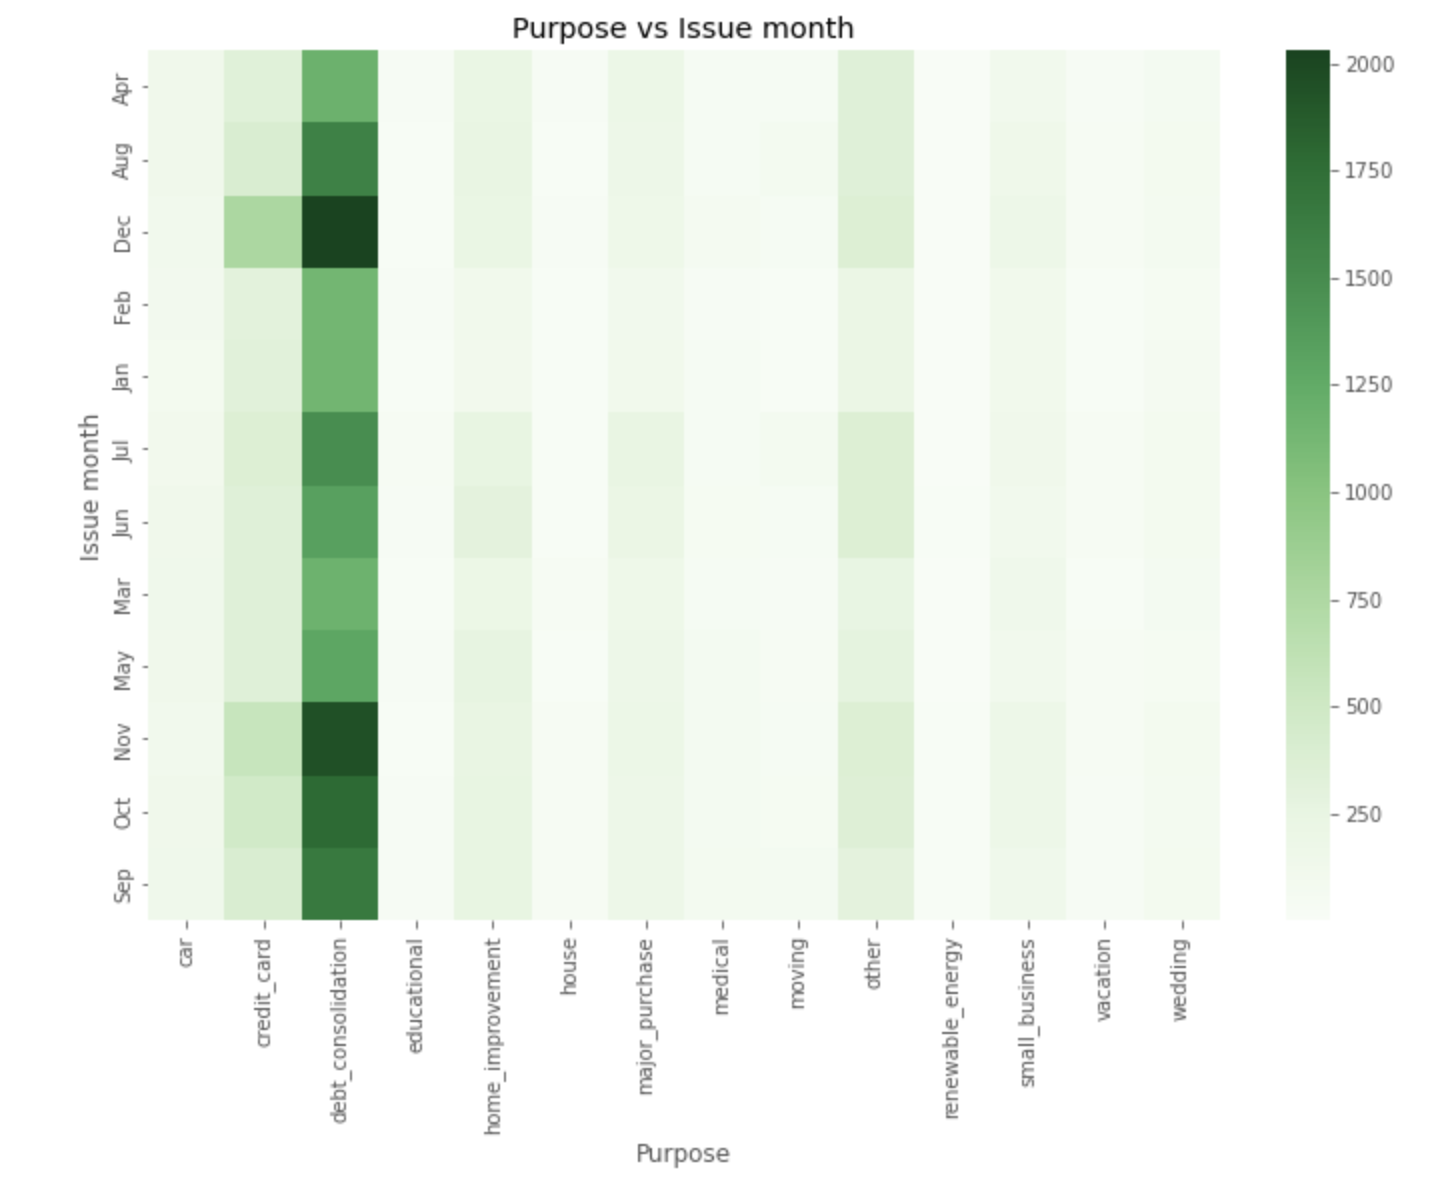 Purpose vs Issue month
Issue month
Apr
Aug
Dec
Feb
Jan
Jul
Jun
Mar
May
Nov
Oct
Sep
car
credit_card
debt_consolidation
educational
home_improvement
house
major_purchase
medical
moving
other
renewable_energy
small_business
vacation
wedding
Purpose
2000
1750
1500
1250
1000
750
500
250